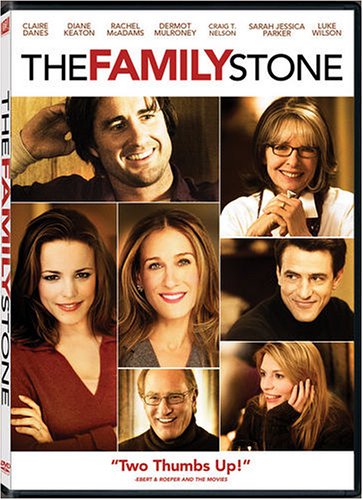 CLAIRE DANES DIANE KEATON RACHEL McADAMS DERMOT MULRONEY CRAIG T. NELSON SARAH JESSICA PARKER LUKE WILSON
THE FAMILY STONE
THE FAMILY STONE
"Two Thumbs Up!"
-EBERT & ROEPER AND THE MOVIES
DVD